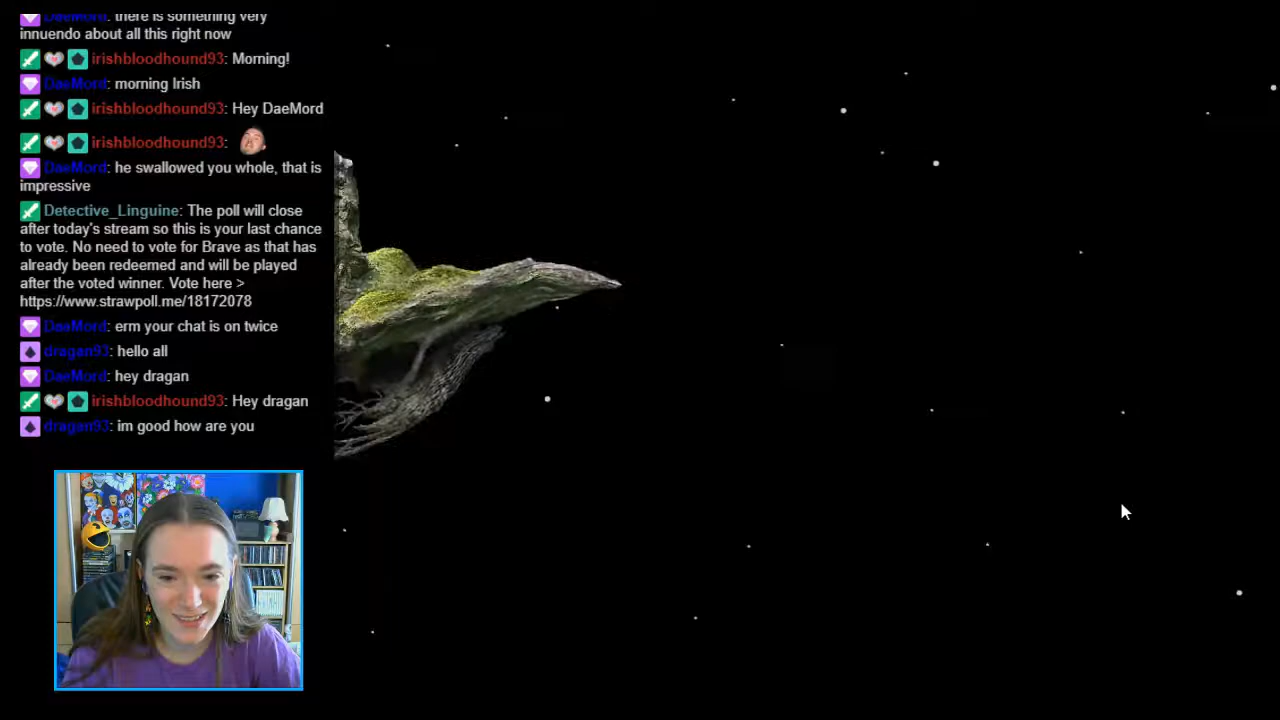 DaeMord: there is something very
innuendo about all this right now
irishbloodhound93: Morning!
DaeMord: morning Irish
irishbloodhound93: Hey DaeMord
irishbloodhound93:
DaeMord: he swallowed you whole, that is
impressive
Detective_Linguine: The poll will close
after today's stream so this is your last chance
to vote. No need to vote for Brave as that has
already been redeemed and will be played
after the voted winner. Vote here >
https://www.strawpoll.me/18172078
DaeMord: erm your chat is on twice
dragan93: hello all
DaeMord: hey dragan
irishbloodhound93: Hey dragan
dragan93: im good how are you